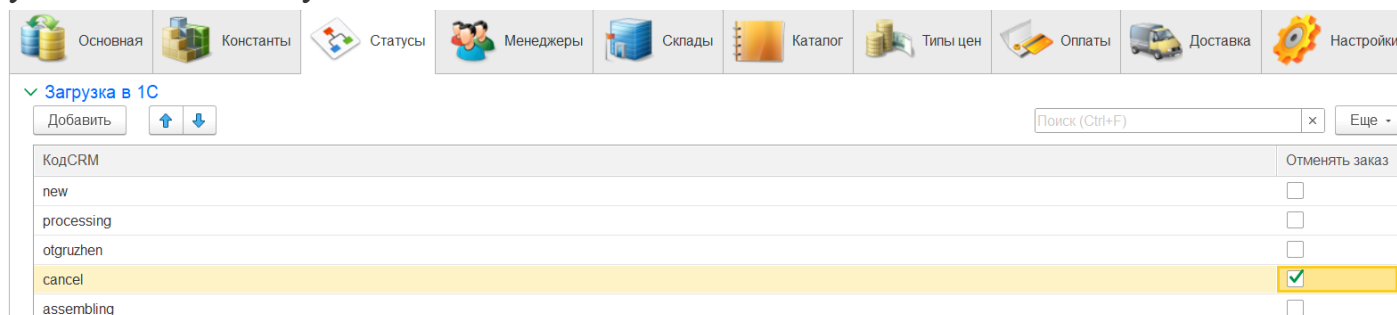 Основная Константы Статусы Менеджеры Склады Каталог Типы цен Оплаты Доставка Настройки
Загрузка в 1С
Добавить Поиск (Ctrl+F) × Еще
КодCRM Отменять заказ
new
processing
otgruzhen
cancel
assembling